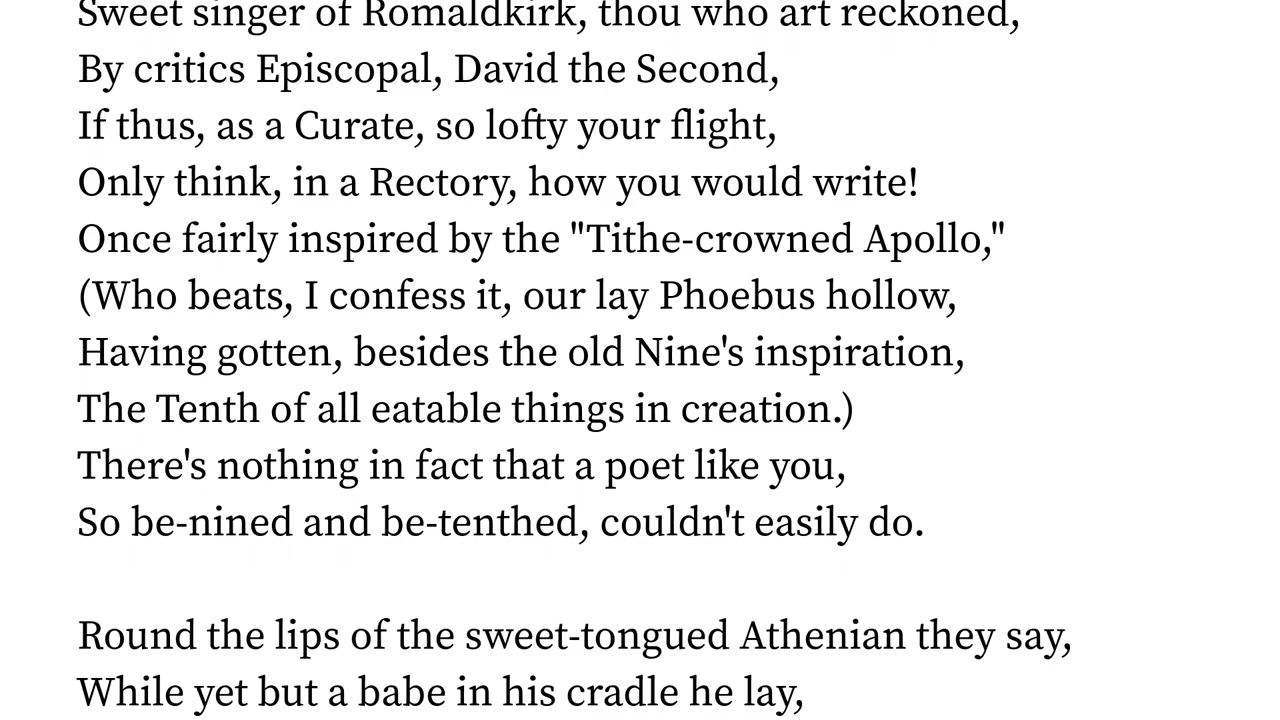 Sweet singer of Romaldkirk, thou who art reckoned,
By critics Episcopal, David the Second,
If thus, as a Curate, so lofty your flight,
Only think, in a Rectory, how you would write!
Once fairly inspired by the "Tithe-crowned Apollo,"
(Who beats, I confess it, our lay Phoebus hollow,
Having gotten, besides the old Nine's inspiration,
The Tenth of all eatable things in creation.)
There's nothing in fact that a poet like you,
So be-nined and be-tenthed, couldn't easily do.

Round the lips of the sweet-tongued Athenian they say,
While yet but a babe in his cradle he lay,